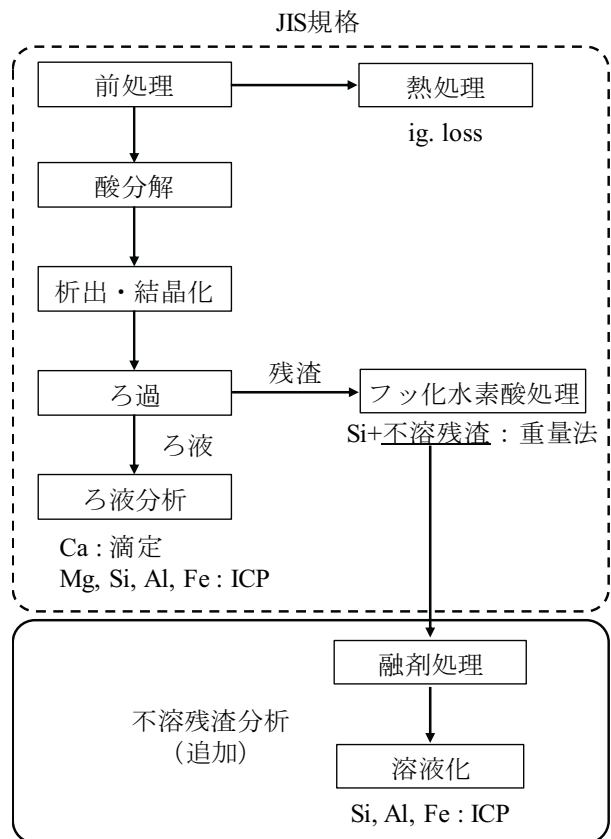 JIS規格
前処理
熱処理
ig. loss
酸分解
析出・結晶化
ろ過
残渣
フッ化水素酸処理
Si+不溶残渣 : 重量法
ろ液
ろ液分析
Ca : 滴定
Mg, Si, Al, Fe : ICP
融剤処理
不溶残渣分析
（追加）
溶液化
Si, Al, Fe : ICP